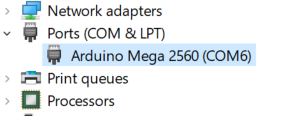 Network adapters
Ports (COM & LPT)
Arduino Mega 2560 (COM6)
Print queues
Processors